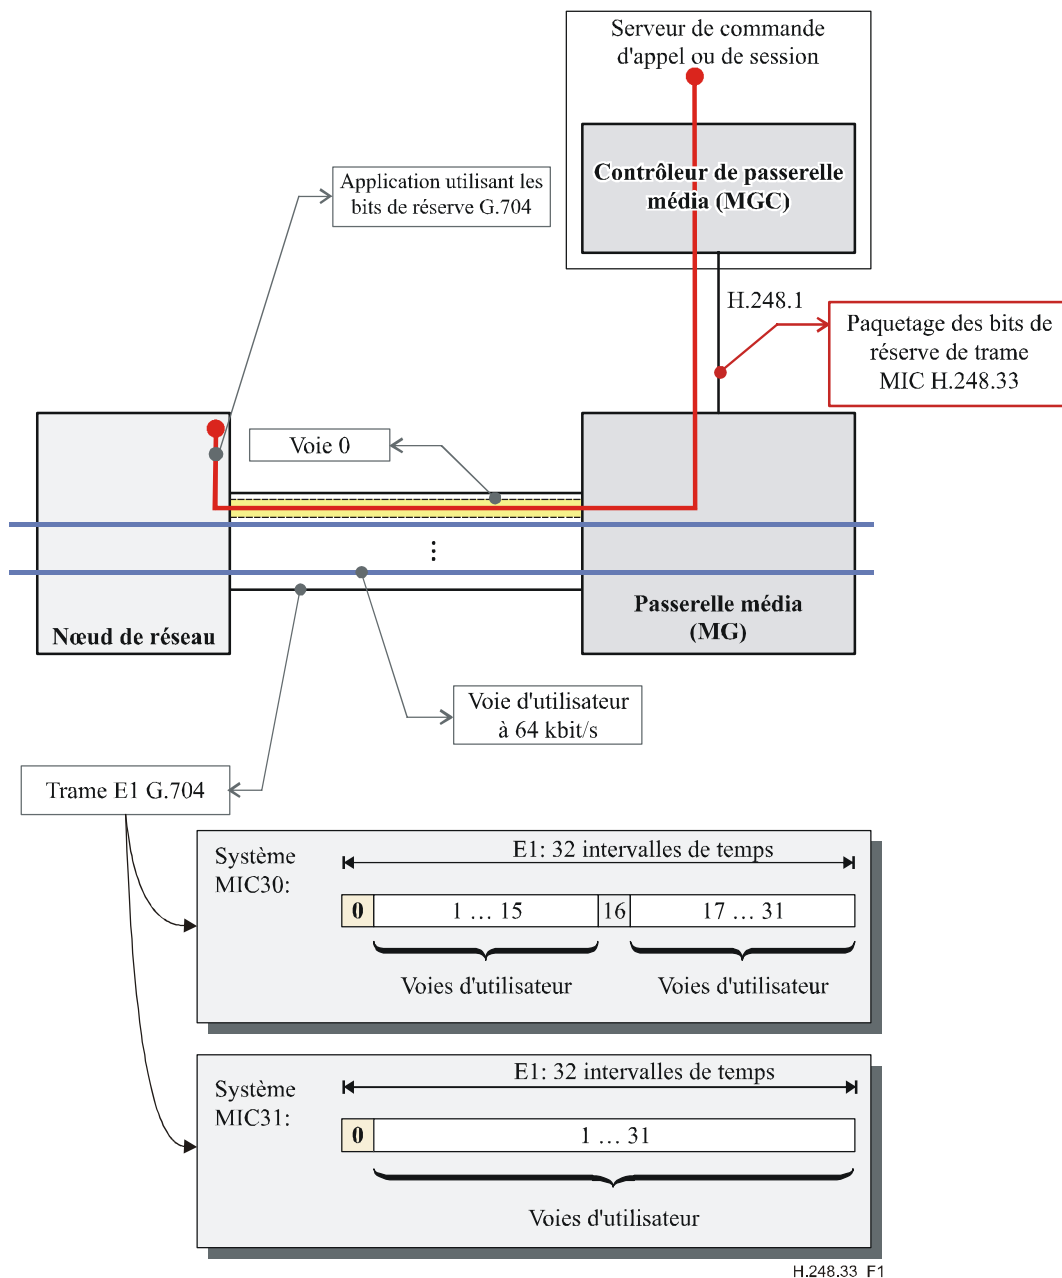 Serveur de commande
d'appel ou de session
Contrôleur de passerelle
média (MGC)
Application utilisant les
bits de réserve G.704
H.248.1
Paquetage des bits de
réserve de trame
MIC H.248.33
Voie 0
⋮
Nœud de réseau
Passerelle média
(MG)
Voie d'utilisateur
à 64 kbit/s
Trame E1 G.704
Système
MIC30:
E1: 32 intervalles de temps
0
1 … 15
16
17 … 31
Voies d'utilisateur
Voies d'utilisateur
Système
MIC31:
E1: 32 intervalles de temps
0
1 … 31
Voies d'utilisateur
H.248.33_F1